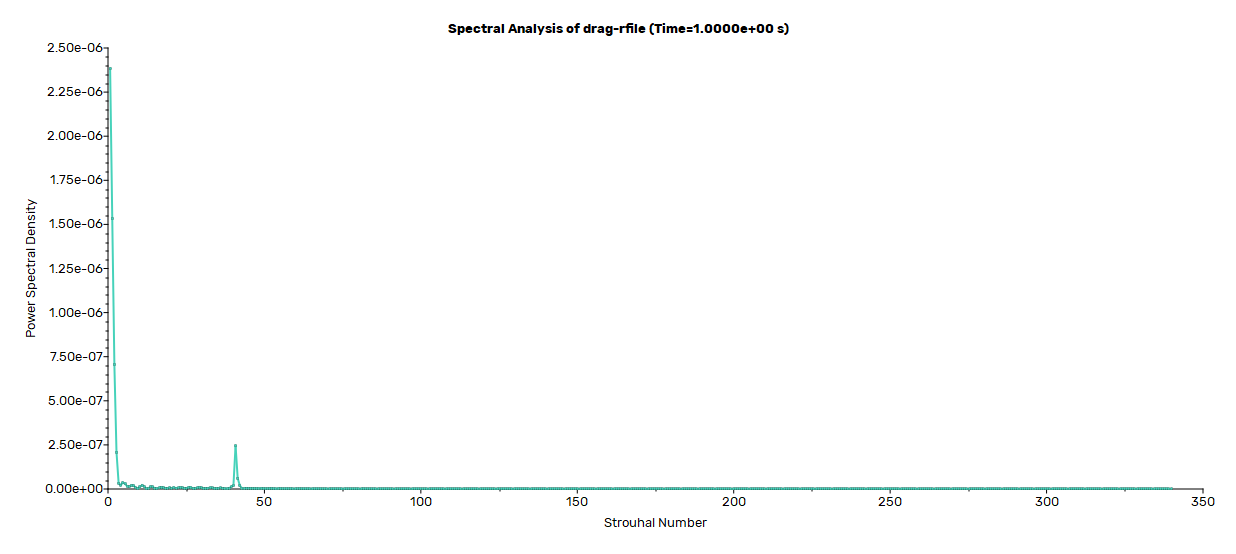 Spectral Analysis of drag-rfile (Time=1.0000e+00 s)
2.50e-06
2.25e-06
2.00e-06
1.75e-06
1.50e-06
1.25e-06
1.00e-06
7.50e-07
5.00e-07
2.50e-07
0.00e+00
Power Spectral Density
0 50 100 150 200 250 300 350
Strouhal Number